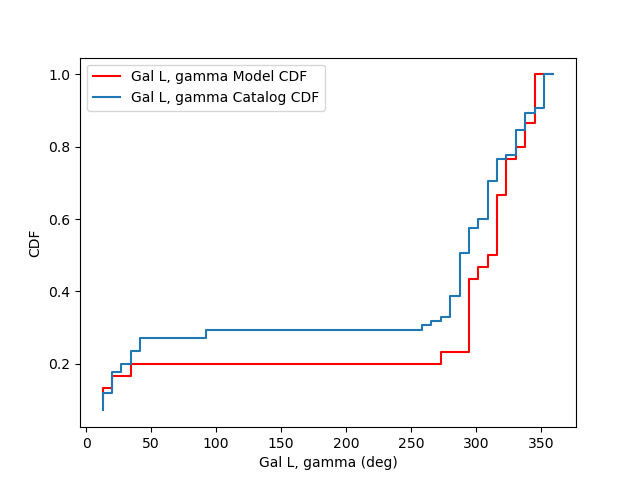 Gal L, gamma Model CDF
Gal L, gamma Catalog CDF
1.0
0.8
0.6
0.4
0.2
CDF
0 50 100 150 200 250 300 350
Gal L, gamma (deg)